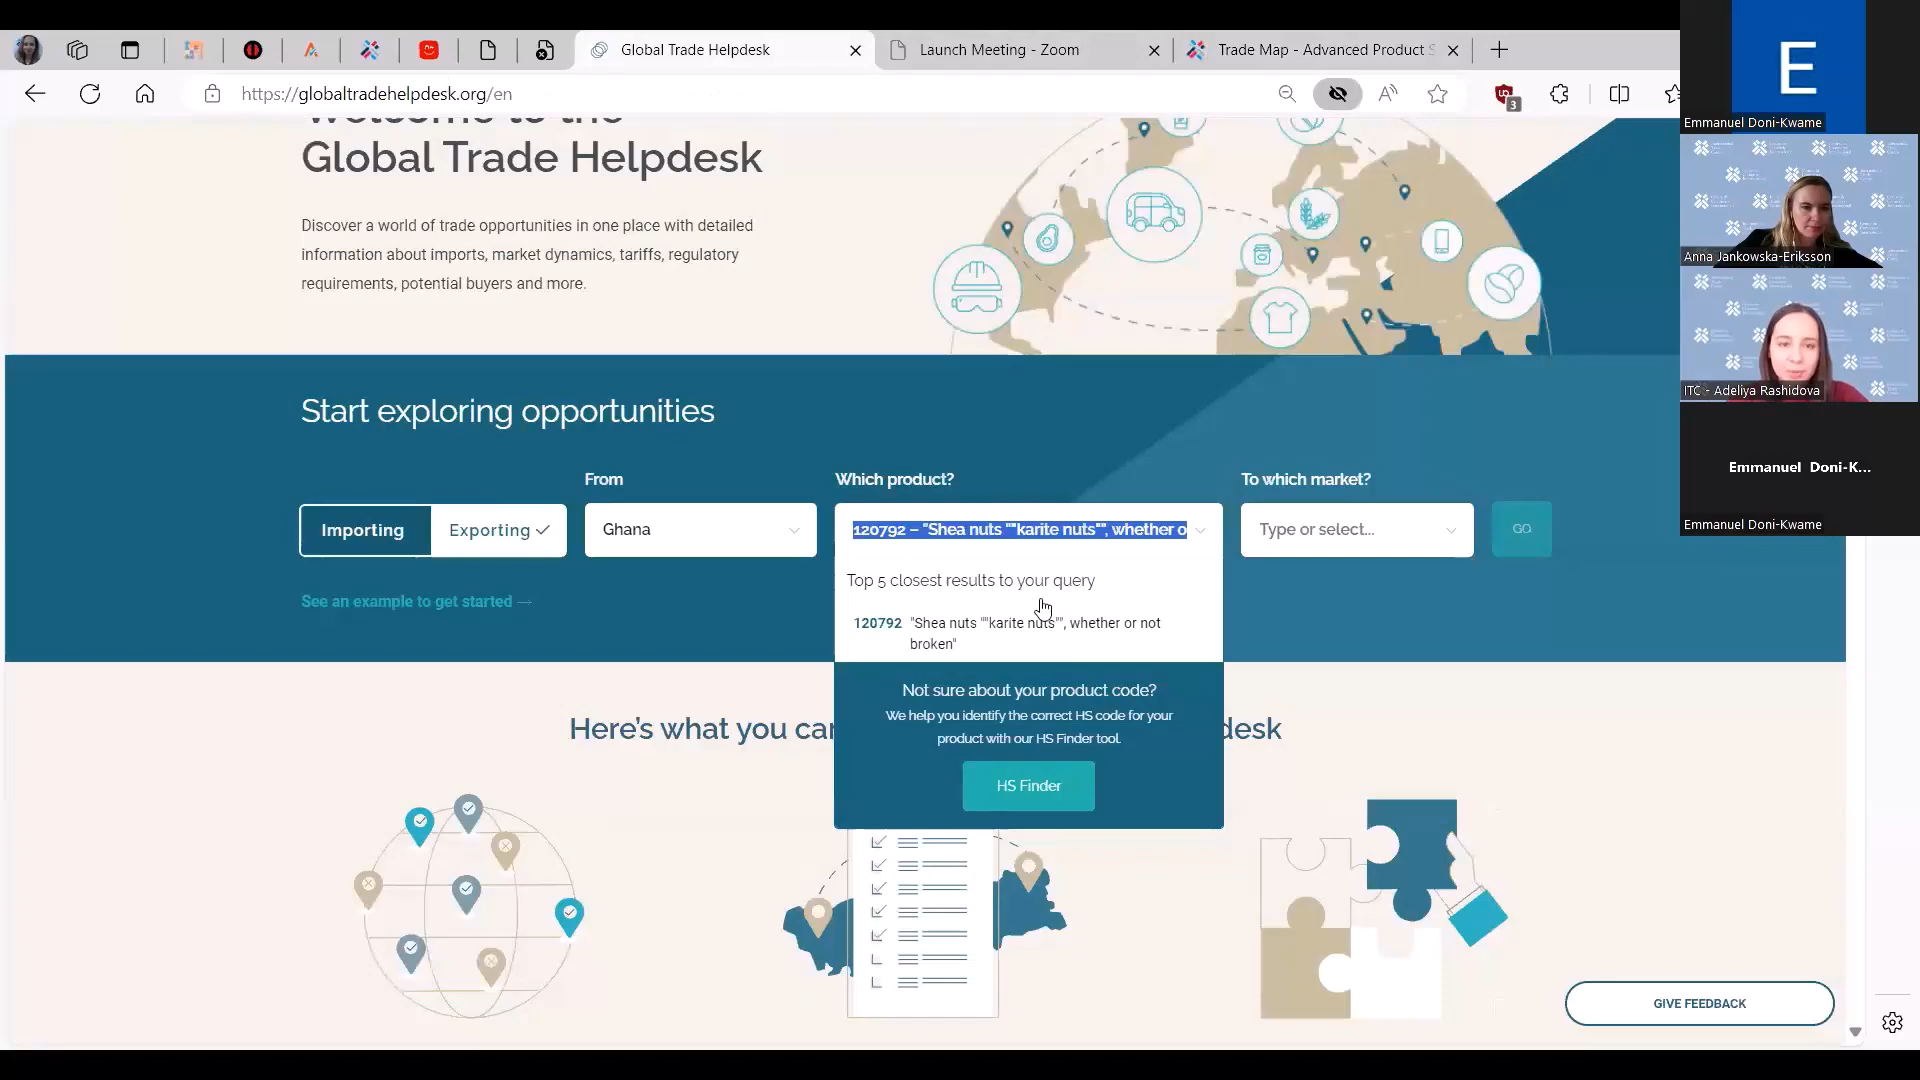 Global Trade Helpdesk
Launch Meeting - Zoom
Trade Map - Advanced Product S
https://globaltradehelpdesk.org/en
3
Welcome to the
Global Trade Helpdesk
Discover a world of trade opportunities in one place with detailed
information about imports, market dynamics, tariffs, regulatory
requirements, potential buyers and more.
Start exploring opportunities
From
Which product?
To which market?
Importing
Exporting
Ghana
120792 – "Shea nuts ""karite nuts"", whether o
Type or select...
GO
See an example to get started →
Top 5 closest results to your query
120792 "Shea nuts ""karite nuts"", whether or not
broken"
Not sure about your product code?
We help you identify the correct HS code for your
product with our HS Finder tool.
HS Finder
Here's what you can
desk
GIVE FEEDBACK
E
Emmanuel Doni-Kwame
Anna Jankowska-Eriksson
ITC - Adeliya Rashidova
Emmanuel Doni-K...
Emmanuel Doni-Kwame